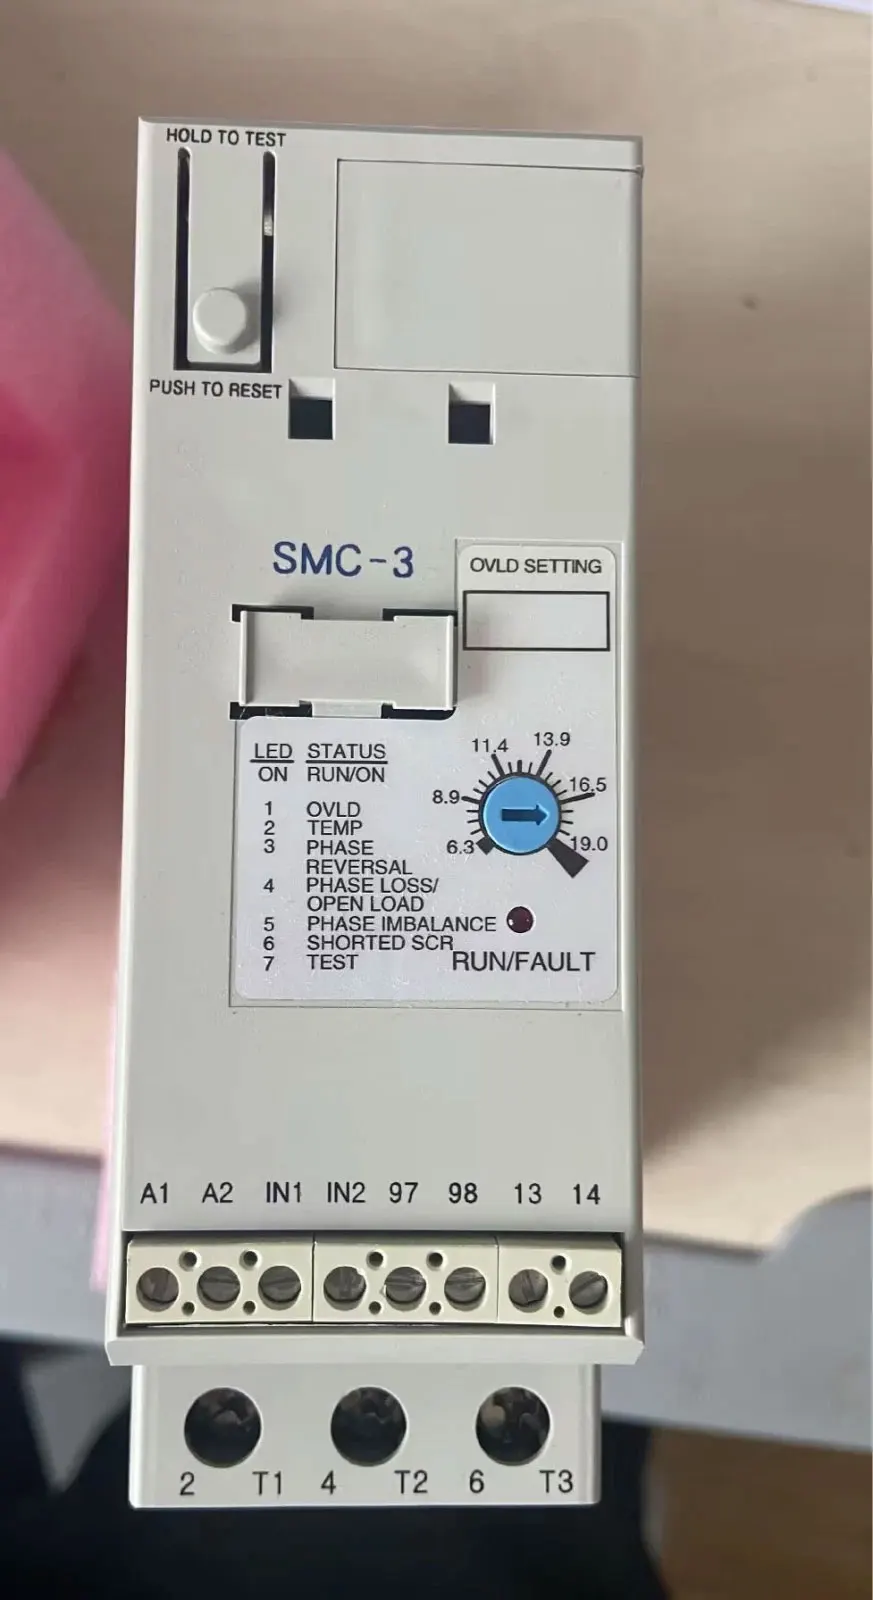 HOLD TO TEST
PUSH TO RESET
SMC-3
OVLD SETTING
LED STATUS
ON RUN/ON
1 OVLD
2 TEMP
3 PHASE
REVERSAL
4 PHASE LOSS/
OPEN LOAD
5 PHASE IMBALANCE
6 SHORTED SCR
7 TEST
11.4 13.9
8.9 16.5
6.3 19.0
RUN/FAULT
A1 A2 IN1 IN2 97 98 13 14
2 T1 4 T2 6 T3